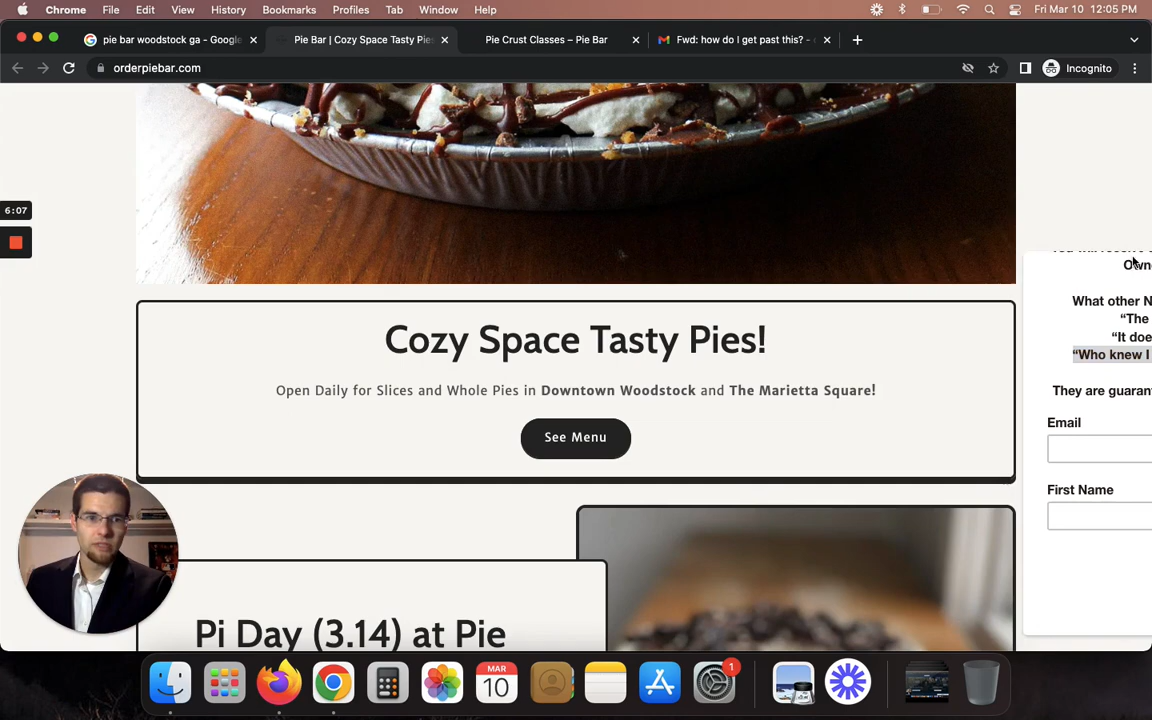 Chrome File Edit View History Bookmarks Profiles Tab Window Help Fri Mar 10 12:05 PM
pie bar woodstock ga - Google Pie Bar | Cozy Space Tasty Pies Pie Crust Classes – Pie Bar Fwd: how do I get past this? -
orderpiebar.com Incognito
6:07
Own
What other N
“The
“It doe
“Who knew I
They are guaran
Email
First Name
Cozy Space Tasty Pies!
Open Daily for Slices and Whole Pies in Downtown Woodstock and The Marietta Square!
See Menu
Pi Day (3.14) at Pie
MAR
10
1